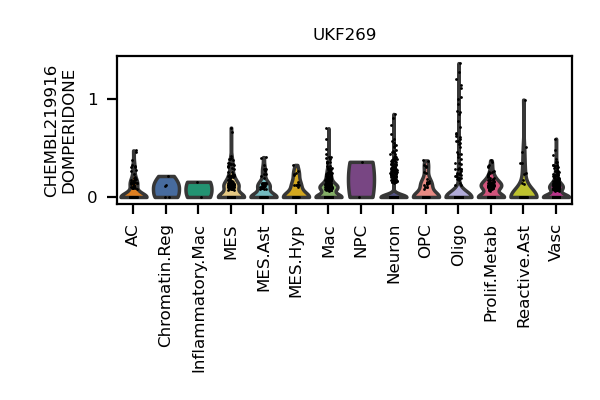 UKF269
CHEMBL219916
DOMPERIDONE
1
0
AC
Chromatin.Reg
Inflammatory.Mac
MES
MES.Ast
MES.Hyp
Mac
NPC
Neuron
OPC
Oligo
Prolif.Metab
Reactive.Ast
Vasc